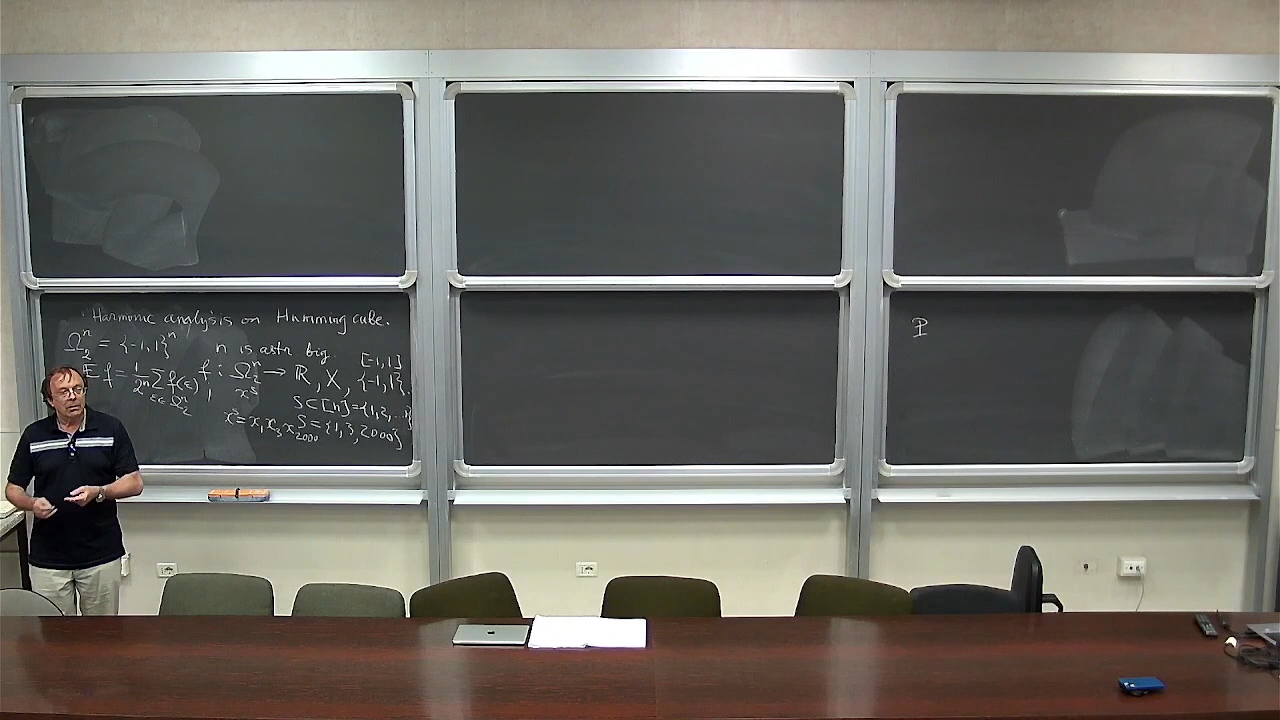 Harmonic analysis on Hamming cube.
Ω₂ⁿ = {-1,1}ⁿ n is astr big.
𝔼 f = 1/2ⁿ Σ_{ε∈Ω₂ⁿ} f(ε), f : Ω₂ⁿ → ℝ, X, [-1,1] {-1,1}.
x^S S⊂[n]={1,2,...n}
x^S = x₁x₃x₂₀₀₀ S={1,3,2000}